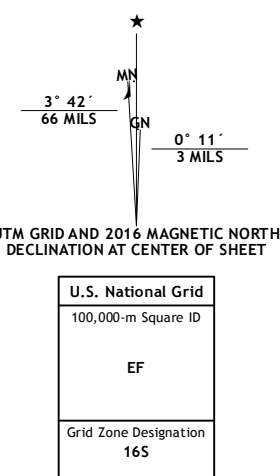 MN
3° 42´
66 MILS
GN
0° 11´
3 MILS
UTM GRID AND 2016 MAGNETIC NORTH
DECLINATION AT CENTER OF SHEET
U.S. National Grid
100,000-m Square ID
EF
Grid Zone Designation
16S